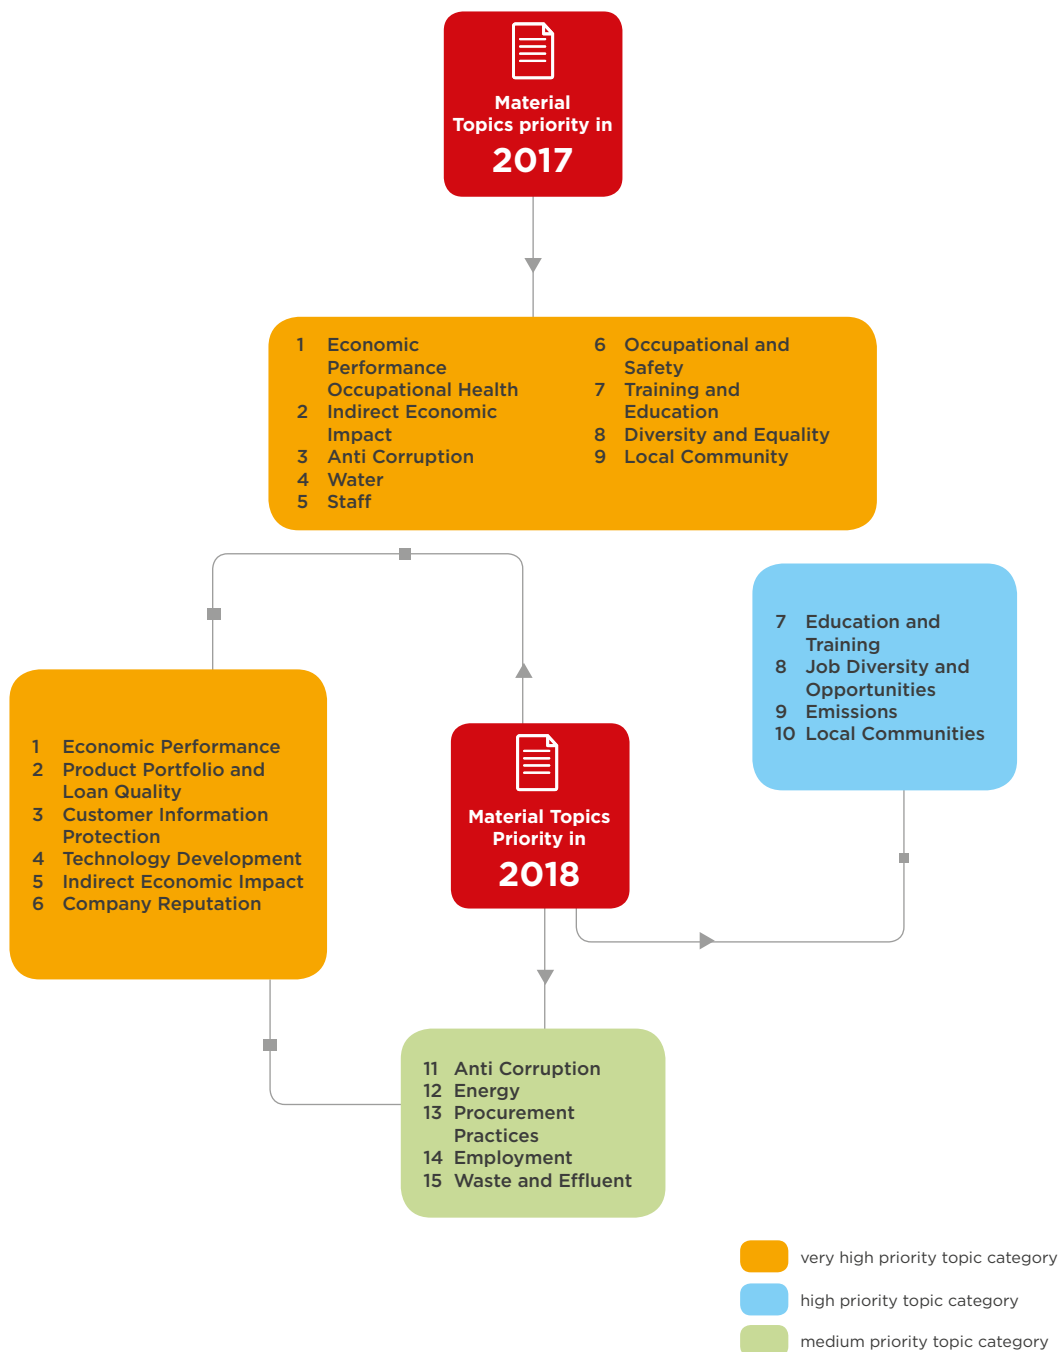 Material
Topics priority in
2017
1 Economic
Performance
Occupational Health
2 Indirect Economic
Impact
3 Anti Corruption
4 Water
5 Staff
6 Occupational and
Safety
7 Training and
Education
8 Diversity and Equality
9 Local Community
7 Education and
Training
8 Job Diversity and
Opportunities
9 Emissions
10 Local Communities
1 Economic Performance
2 Product Portfolio and
Loan Quality
3 Customer Information
Protection
4 Technology Development
5 Indirect Economic Impact
6 Company Reputation
Material Topics
Priority in
2018
11 Anti Corruption
12 Energy
13 Procurement
Practices
14 Employment
15 Waste and Effluent
very high priority topic category
high priority topic category
medium priority topic category